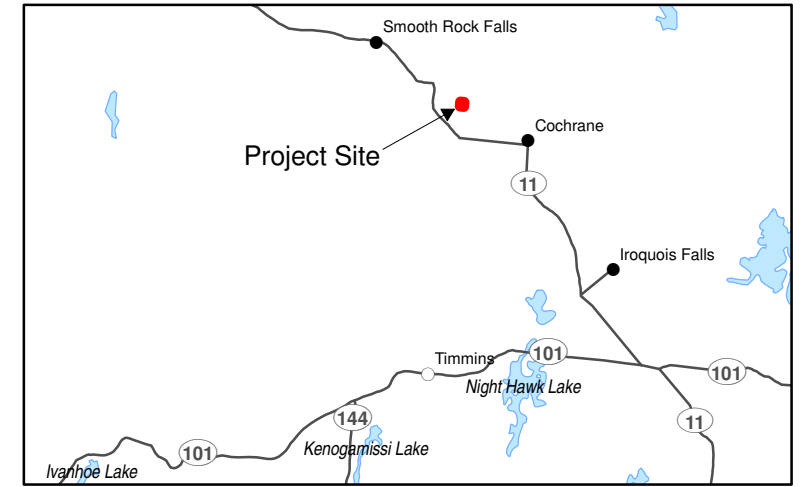 Smooth Rock Falls
Cochrane
Project Site
11
Iroquois Falls
Timmins
101
101
Night Hawk Lake
144
11
Kenogamissi Lake
101
Ivanhoe Lake